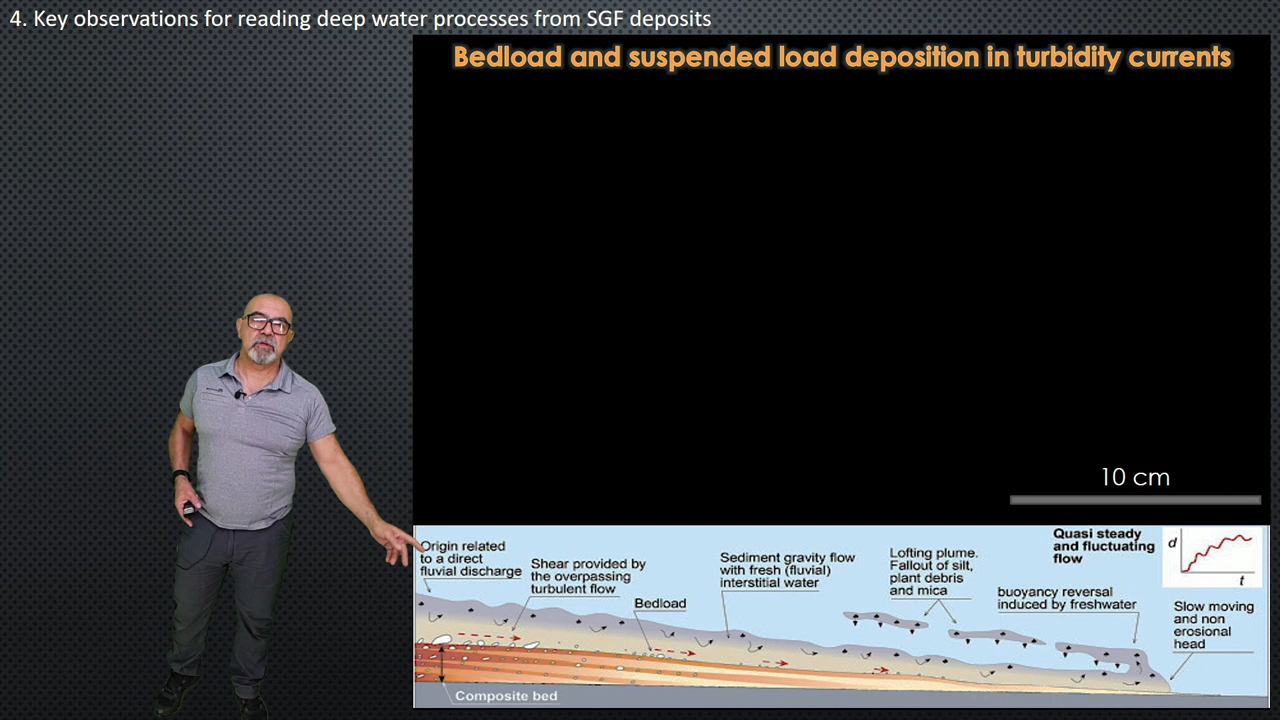 4. Key observations for reading deep water processes from SGF deposits
Bedload and suspended load deposition in turbidity currents
10 cm
Origin related
to a direct
fluvial discharge
Shear provided by
the overpassing
turbulent flow
Bedload
Sediment gravity flow
with fresh (fluvial)
interstitial water
Lofting plume.
Fallout of silt,
plant debris
and mica
Quasi steady
and fluctuating
flow
d
t
buoyancy reversal
induced by freshwater
Slow moving
and non
erosional
head
Composite bed